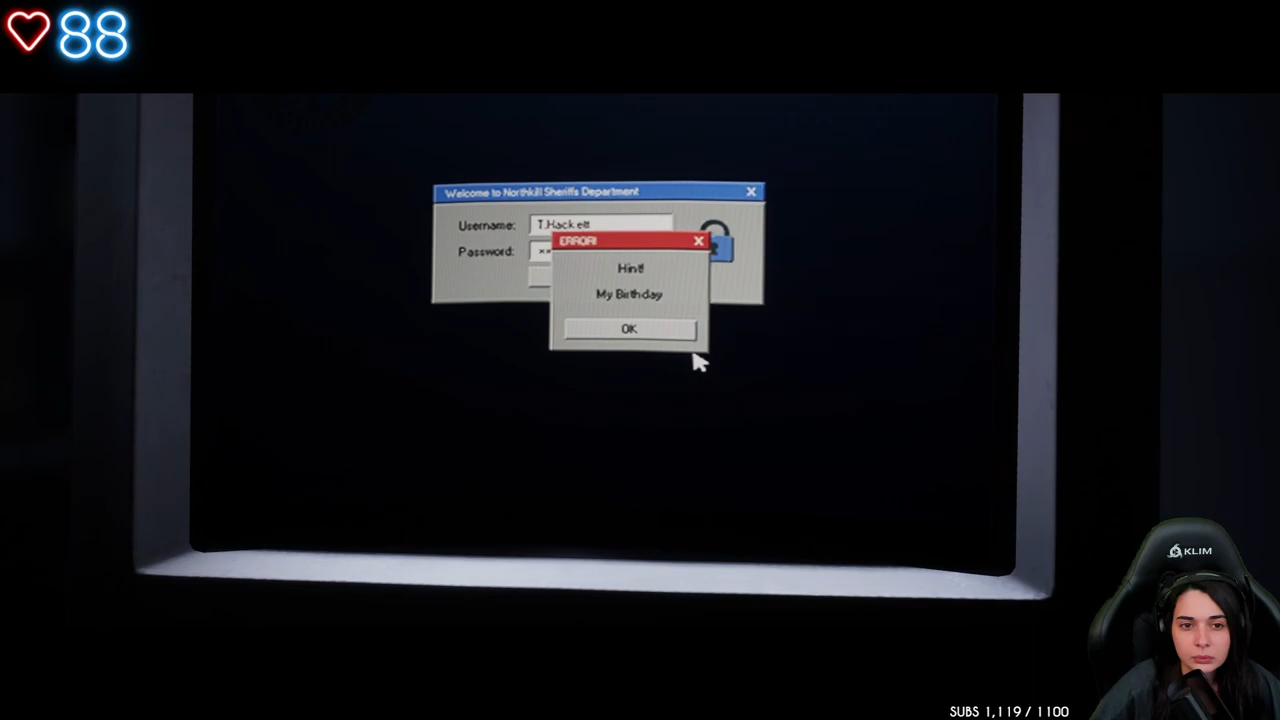 88
Welcome to Northkill Sheriffs Department
Username: T.Hackett
Password: **
ERROR!
Hint!
My Birthday
OK
KLIM
SUBS 1,119 / 1100